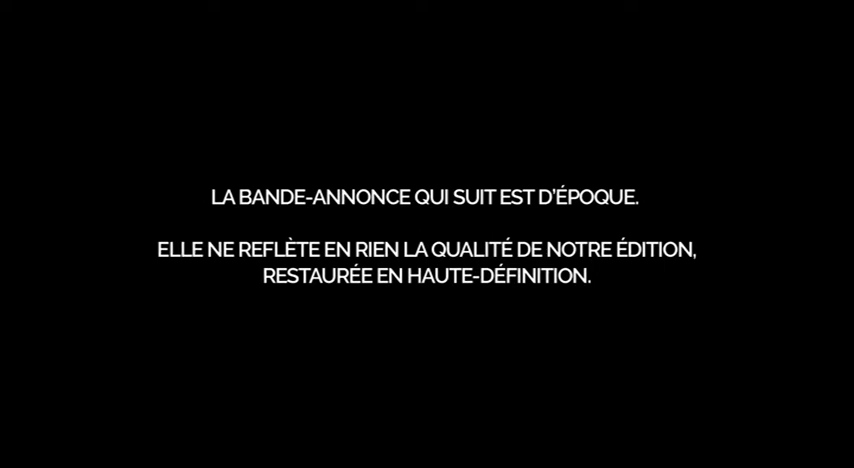 LA BANDE-ANNONCE QUI SUIT EST D'ÉPOQUE.
ELLE NE REFLÈTE EN RIEN LA QUALITÉ DE NOTRE ÉDITION,
RESTAURÉE EN HAUTE-DÉFINITION.